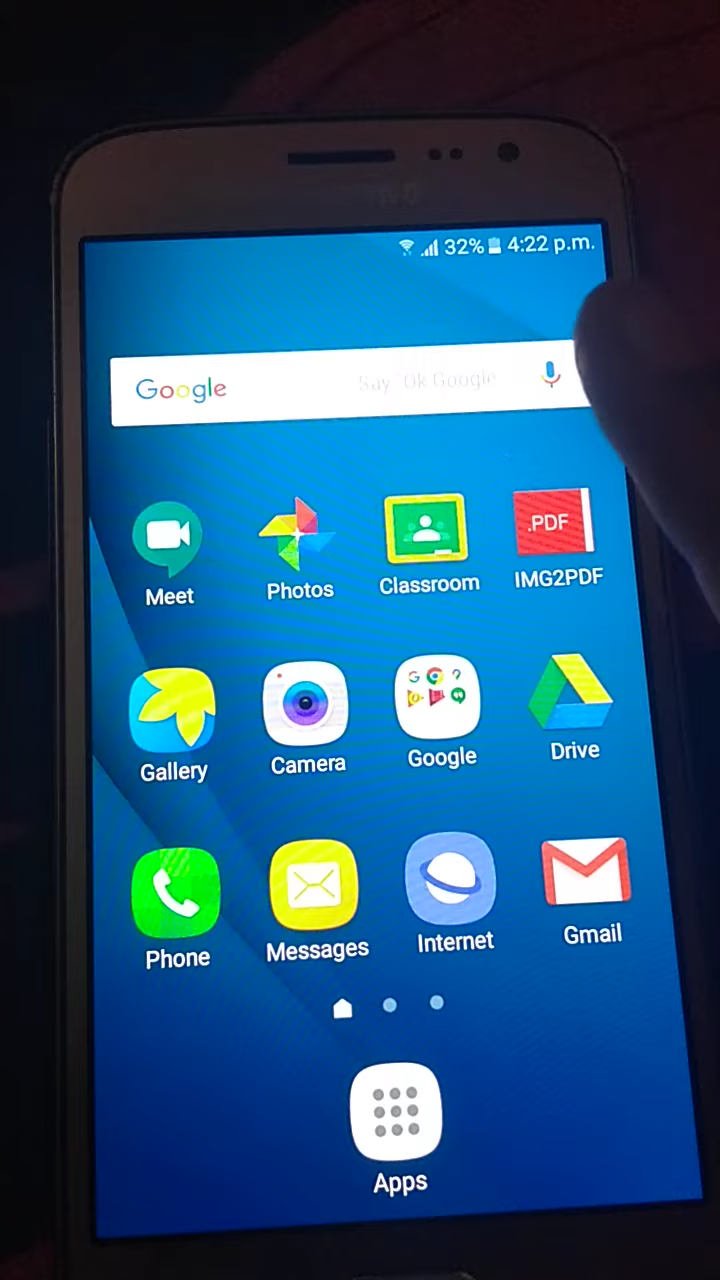 32% 4:22 p.m.
Google Say "Ok Google
Meet Photos Classroom .PDF IMG2PDF
Gallery Camera Google Drive
Phone Messages Internet Gmail
Apps